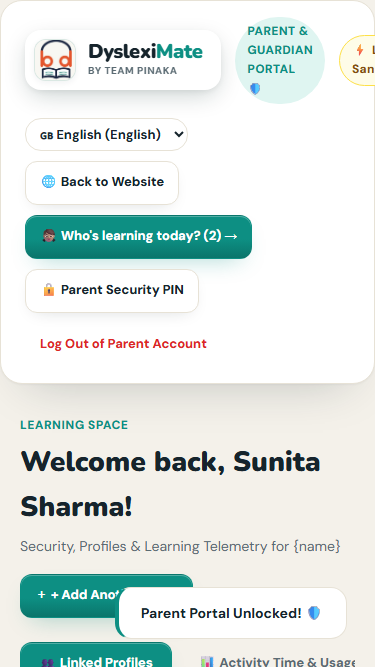 DyslexiMate
BY TEAM PINAKA
PARENT &
GUARDIAN
PORTAL
GB English (English)
Back to Website
Who's learning today? (2) →
Parent Security PIN
Log Out of Parent Account
LEARNING SPACE
Welcome back, Sunita
Sharma!
Security, Profiles & Learning Telemetry for {name}
+ + Add
Parent Portal Unlocked!
Linked Profiles
Activity Time & Usage